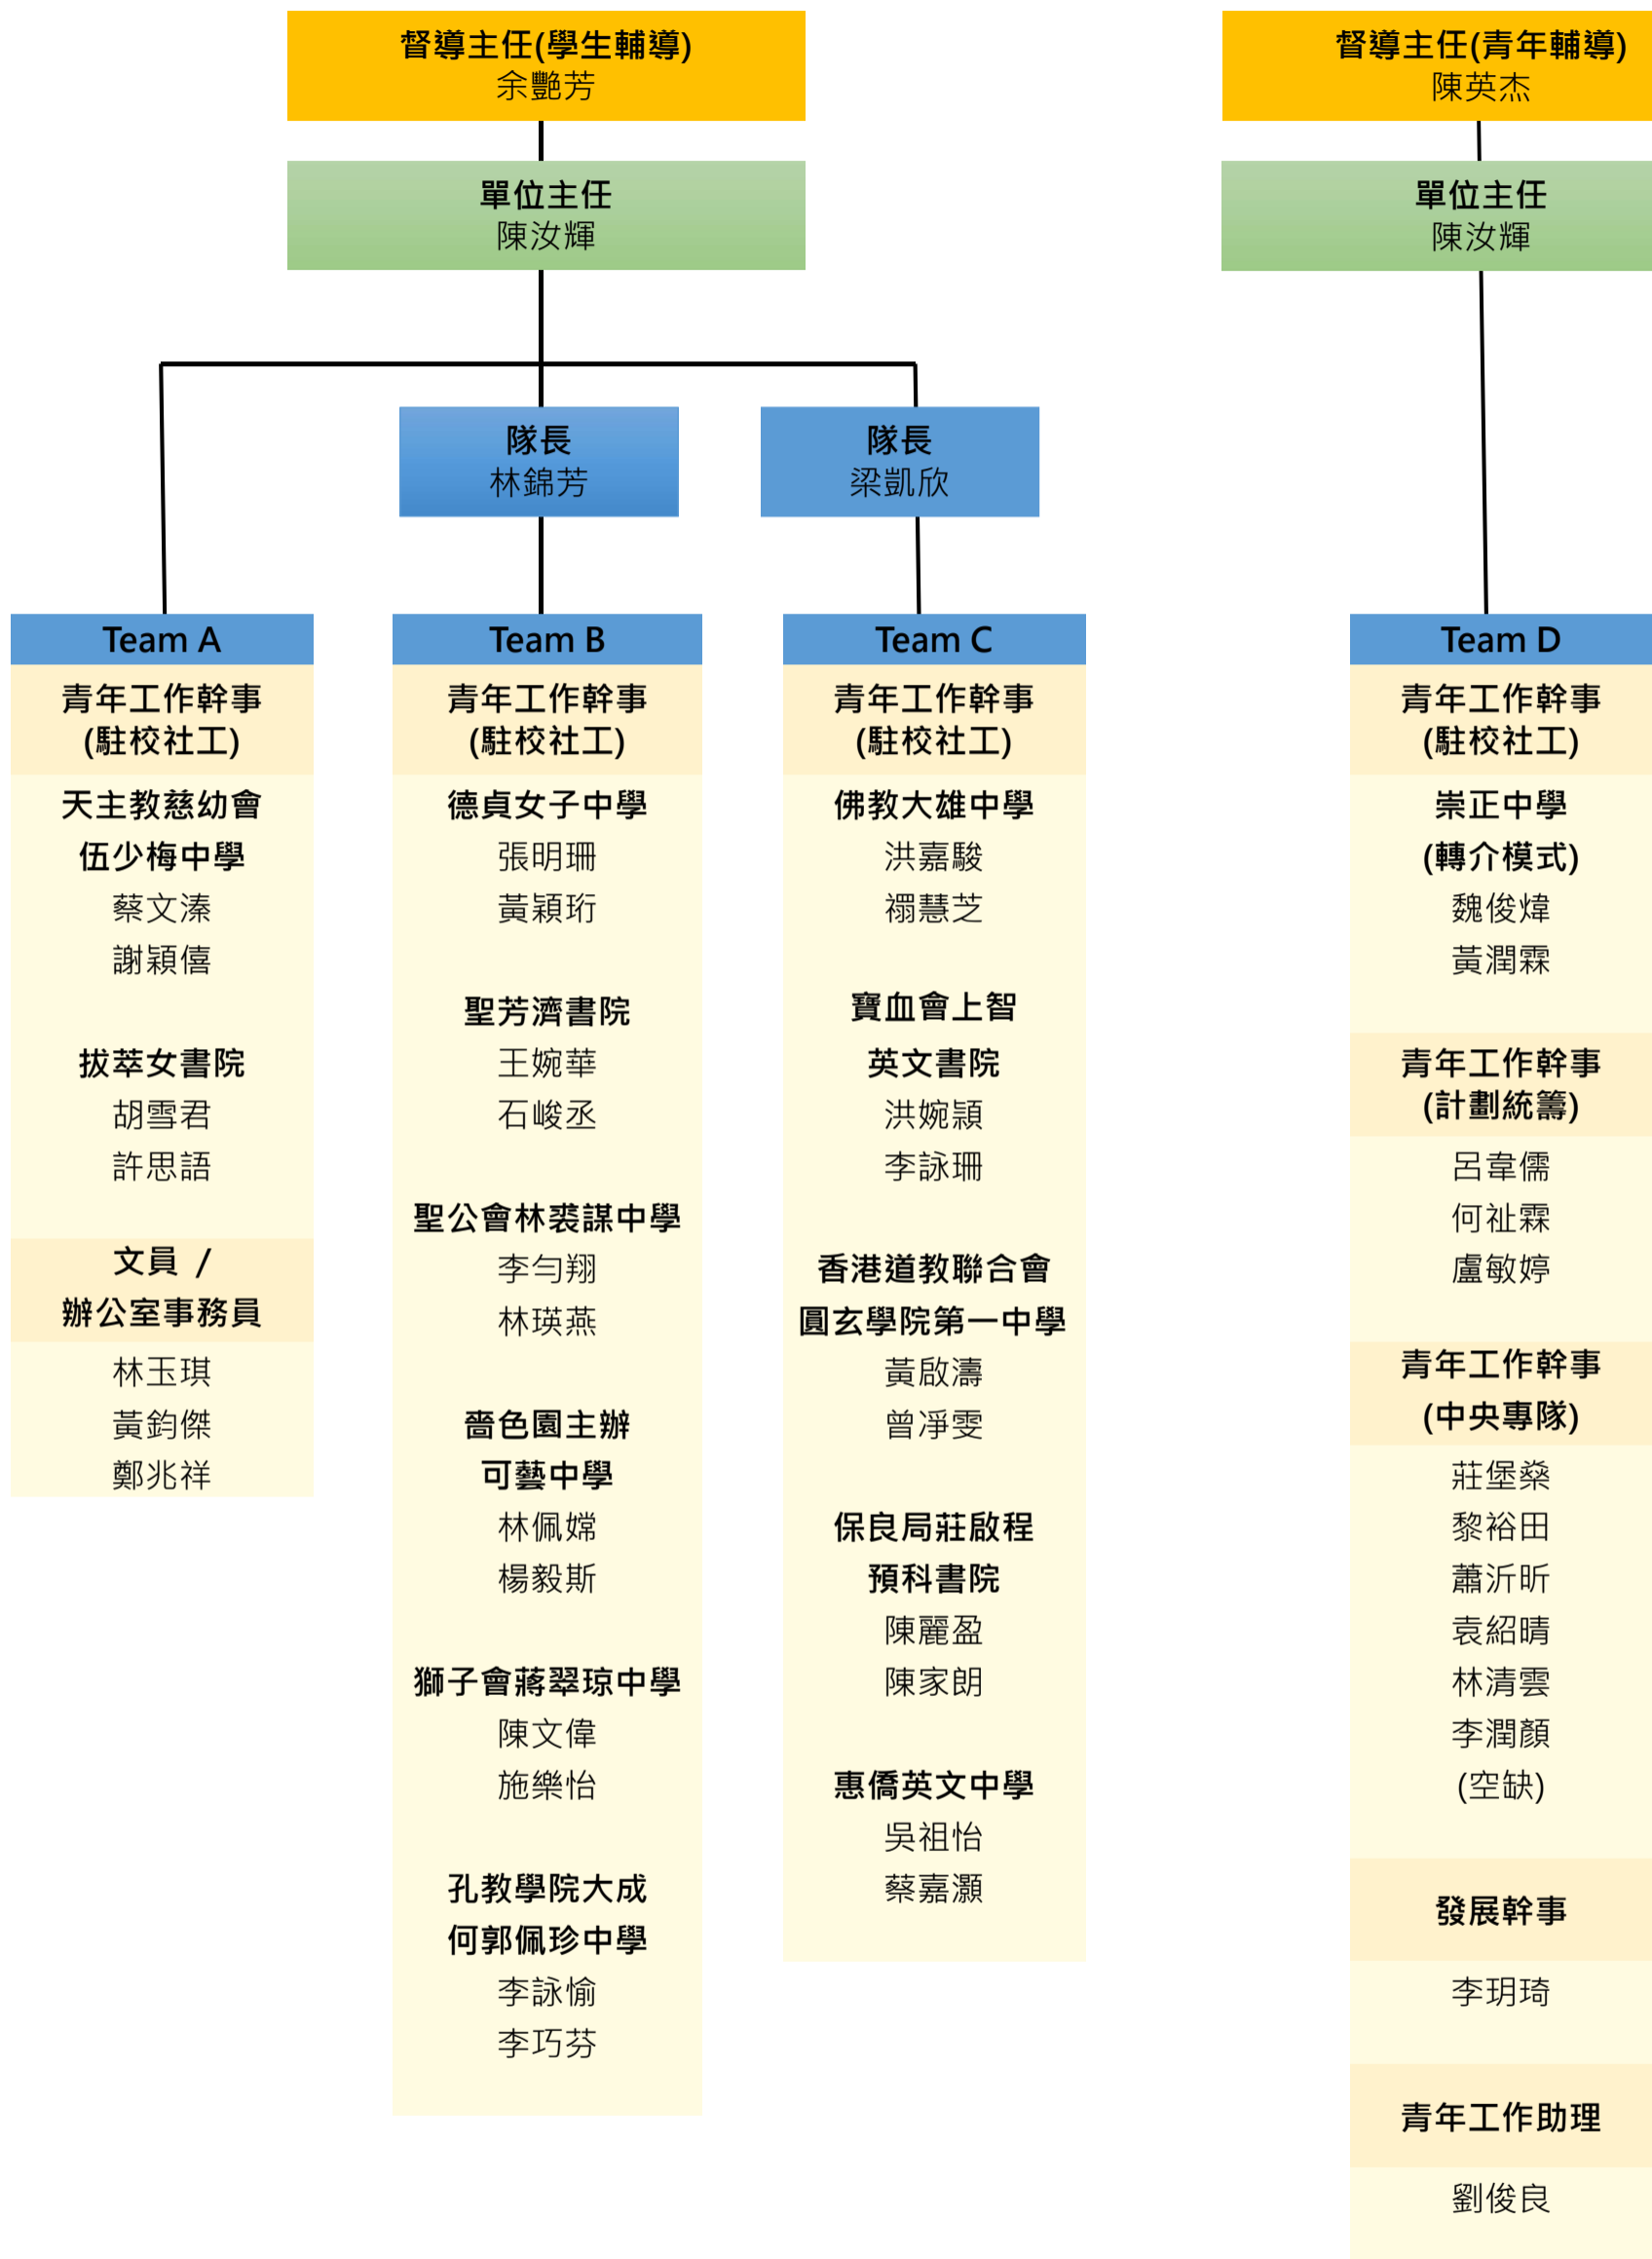 督導主任(學生輔導)
余艷芳
單位主任
陳汝輝
隊長
林錦芳
隊長
梁凱欣
Team A
青年工作幹事
(駐校社工)
天主教慈幼會
伍少梅中學
蔡文溱
謝穎僖
拔萃女書院
胡雪君
許思語
文員 /
辦公室事務員
林玉琪
黃鈞傑
鄭兆祥
Team B
青年工作幹事
(駐校社工)
德貞女子中學
張明珊
黃穎珩
聖芳濟書院
王婉華
石峻丞
聖公會林裘謀中學
李勻翔
林瑛燕
嗇色園主辦
可藝中學
林佩嫦
楊毅斯
獅子會蔣翠琼中學
陳文偉
施樂怡
孔教學院大成
何郭佩珍中學
李詠愉
李巧芬
Team C
青年工作幹事
(駐校社工)
佛教大雄中學
洪嘉駿
禤慧芝
寶血會上智
英文書院
洪婉頴
李詠珊
香港道教聯合會
圓玄學院第一中學
黃啟濤
曾凈雯
保良局莊啟程
預科書院
陳麗盈
陳家朗
惠僑英文中學
吳祖怡
蔡嘉灝
督導主任(青年輔導)
陳英杰
單位主任
陳汝輝
Team D
青年工作幹事
(駐校社工)
崇正中學
(轉介模式)
魏俊煒
黃潤霖
青年工作幹事
(計劃統籌)
呂韋儒
何祉霖
盧敏婷
青年工作幹事
(中央專隊)
莊堡燊
黎裕田
蕭沂昕
袁紹晴
林清雲
李潤顏
(空缺)
發展幹事
李玥琦
青年工作助理
劉俊良